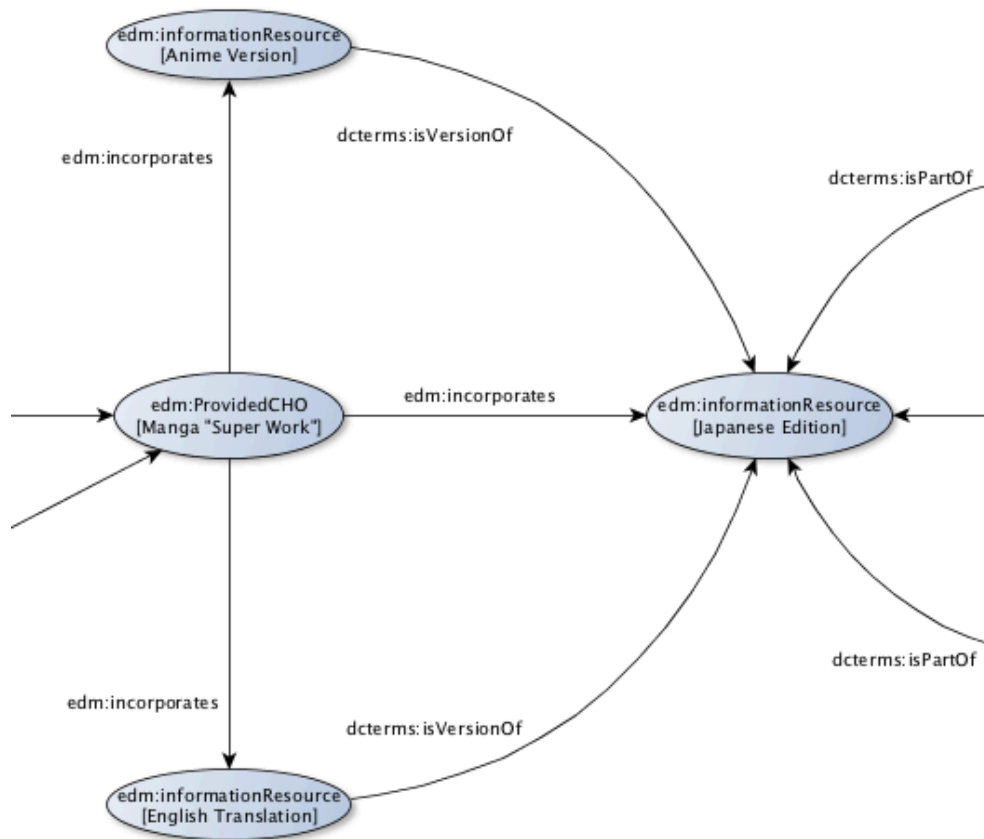 edm:informationResource
[Anime Version]
dcterms:isVersionOf
edm:incorporates
dcterms:isPartOf
edm:ProvidedCHO
[Manga "Super Work"]
edm:incorporates
edm:informationResource
[Japanese Edition]
dcterms:isPartOf
edm:incorporates
dcterms:isVersionOf
edm:informationResource
[English Translation]